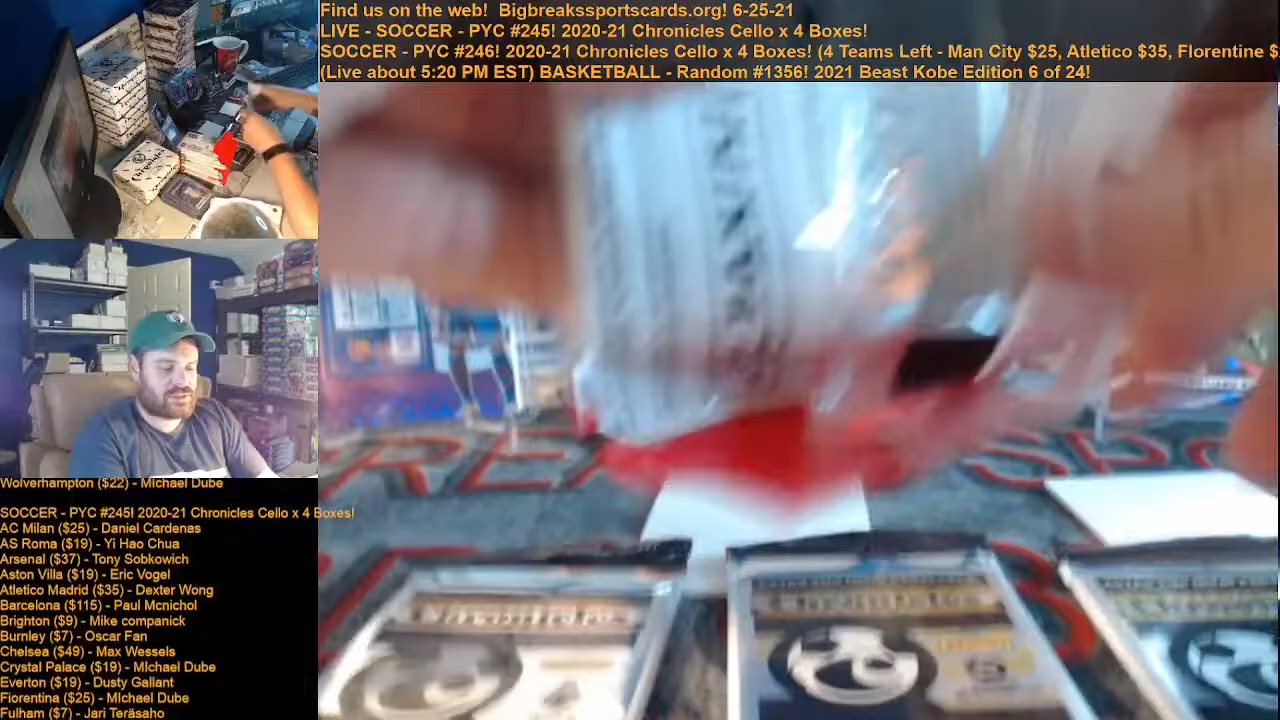 Find us on the web! Bigbreakssportscards.org! 6-25-21
LIVE - SOCCER - PYC #245! 2020-21 Chronicles Cello x 4 Boxes!
SOCCER - PYC #246! 2020-21 Chronicles Cello x 4 Boxes! (4 Teams Left - Man City $25, Atletico $35, Florentine $
(Live about 5:20 PM EST) BASKETBALL - Random #1356! 2021 Beast Kobe Edition 6 of 24!
Wolverhampton ($22) - MIchael Dube
SOCCER - PYC #245! 2020-21 Chronicles Cello x 4 Boxes!
AC Milan ($25) - Daniel Cardenas
AS Roma ($19) - Yi Hao Chua
Arsenal ($37) - Tony Sobkowich
Aston Villa ($19) - Eric Vogel
Atletico Madrid ($35) - Dexter Wong
Barcelona ($115) - Paul Mcnichol
Brighton ($9) - Mike companick
Burnley ($7) - Oscar Fan
Chelsea ($49) - Max Wessels
Crystal Palace ($19) - MIchael Dube
Everton ($19) - Dusty Gallant
Fiorentina ($25) - MIchael Dube
Fulham ($7) - Jari Teräsaho
Chronicles